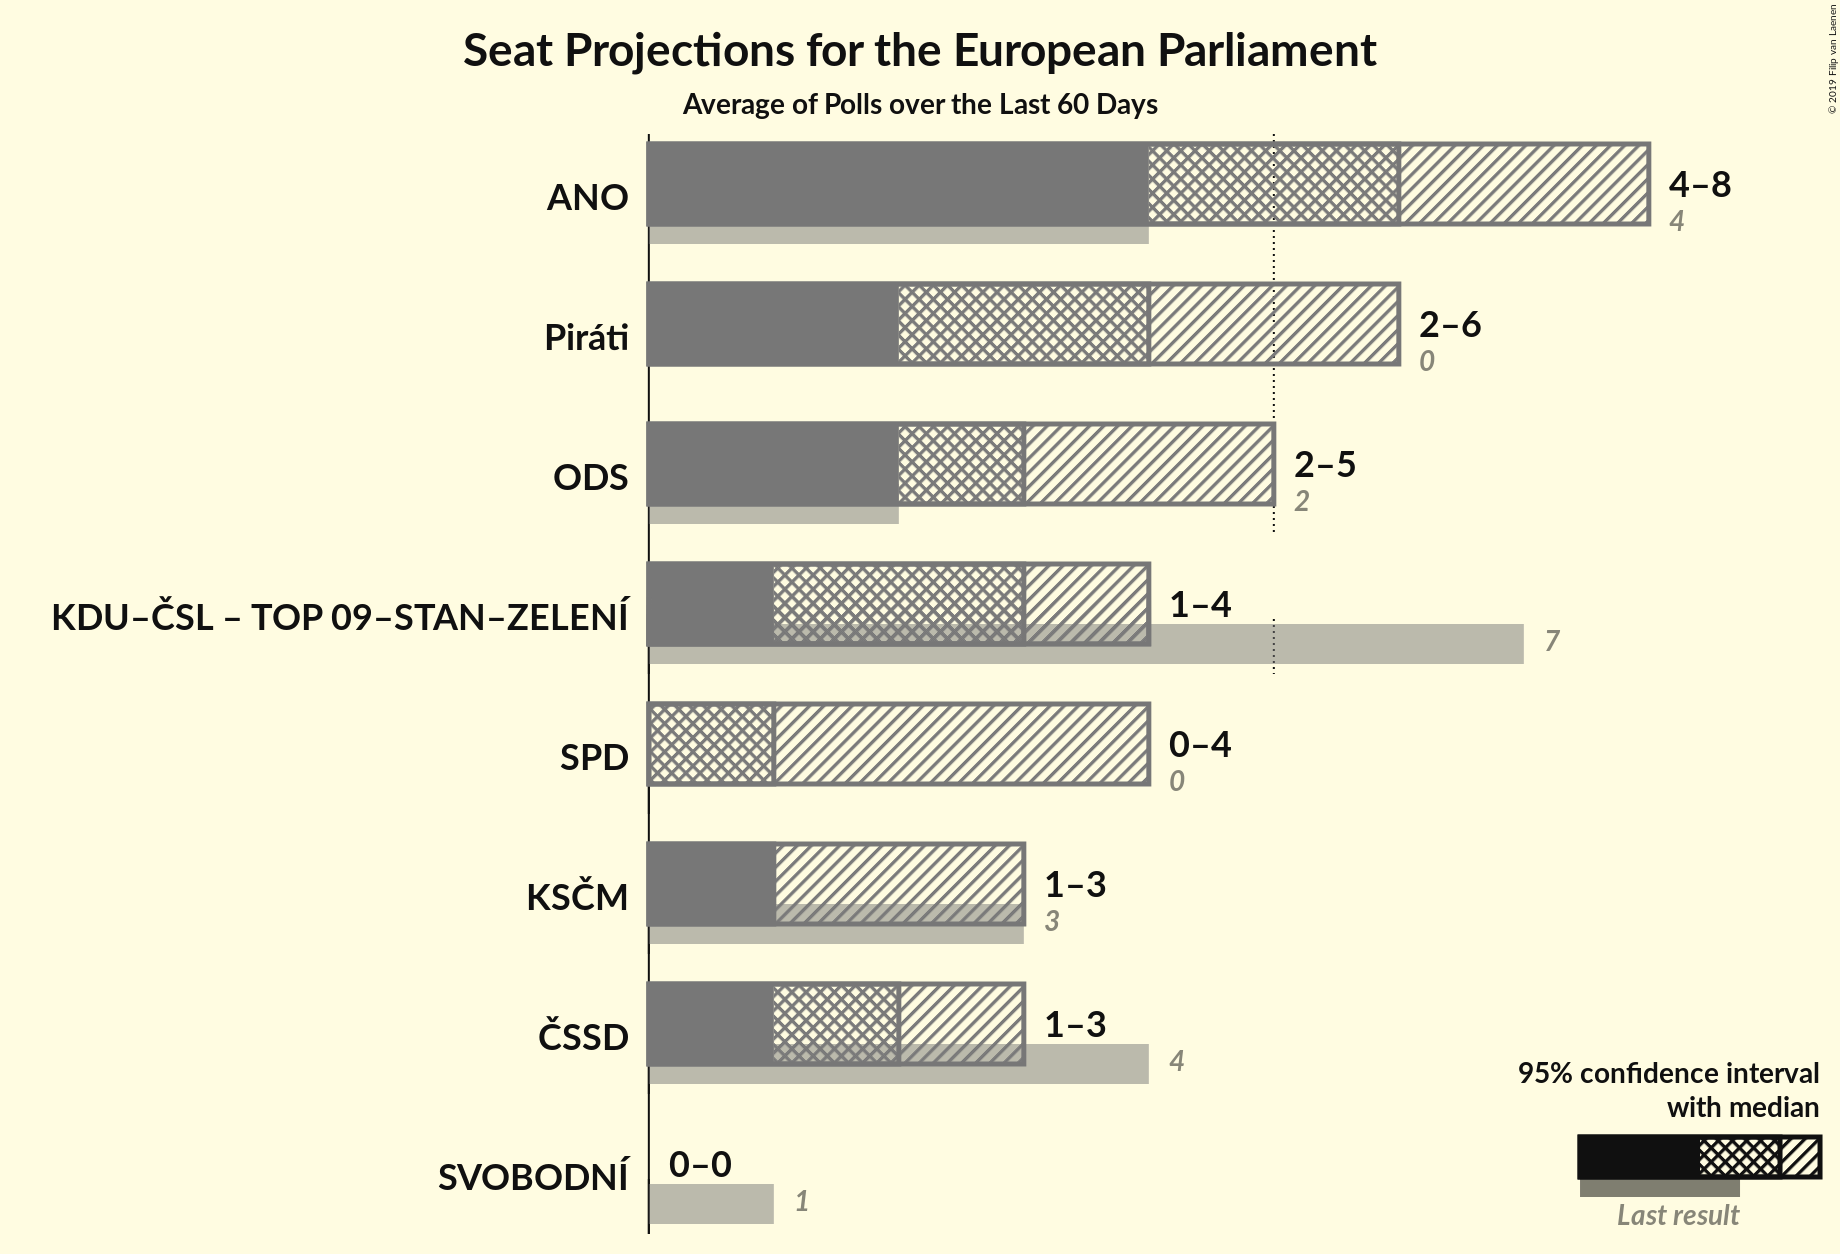 Seat Projections for the European Parliament
Average of Polls over the Last 60 Days
© 2019 Filip van Laenen
ANO
4–8
4
Piráti
2–6
0
ODS
2–5
2
KDU–ČSL – TOP 09–STAN–ZELENÍ
1–4
7
SPD
0–4
0
KSČM
1–3
3
ČSSD
1–3
4
SVOBODNÍ
0–0
1
95% confidence interval
with median
Last result